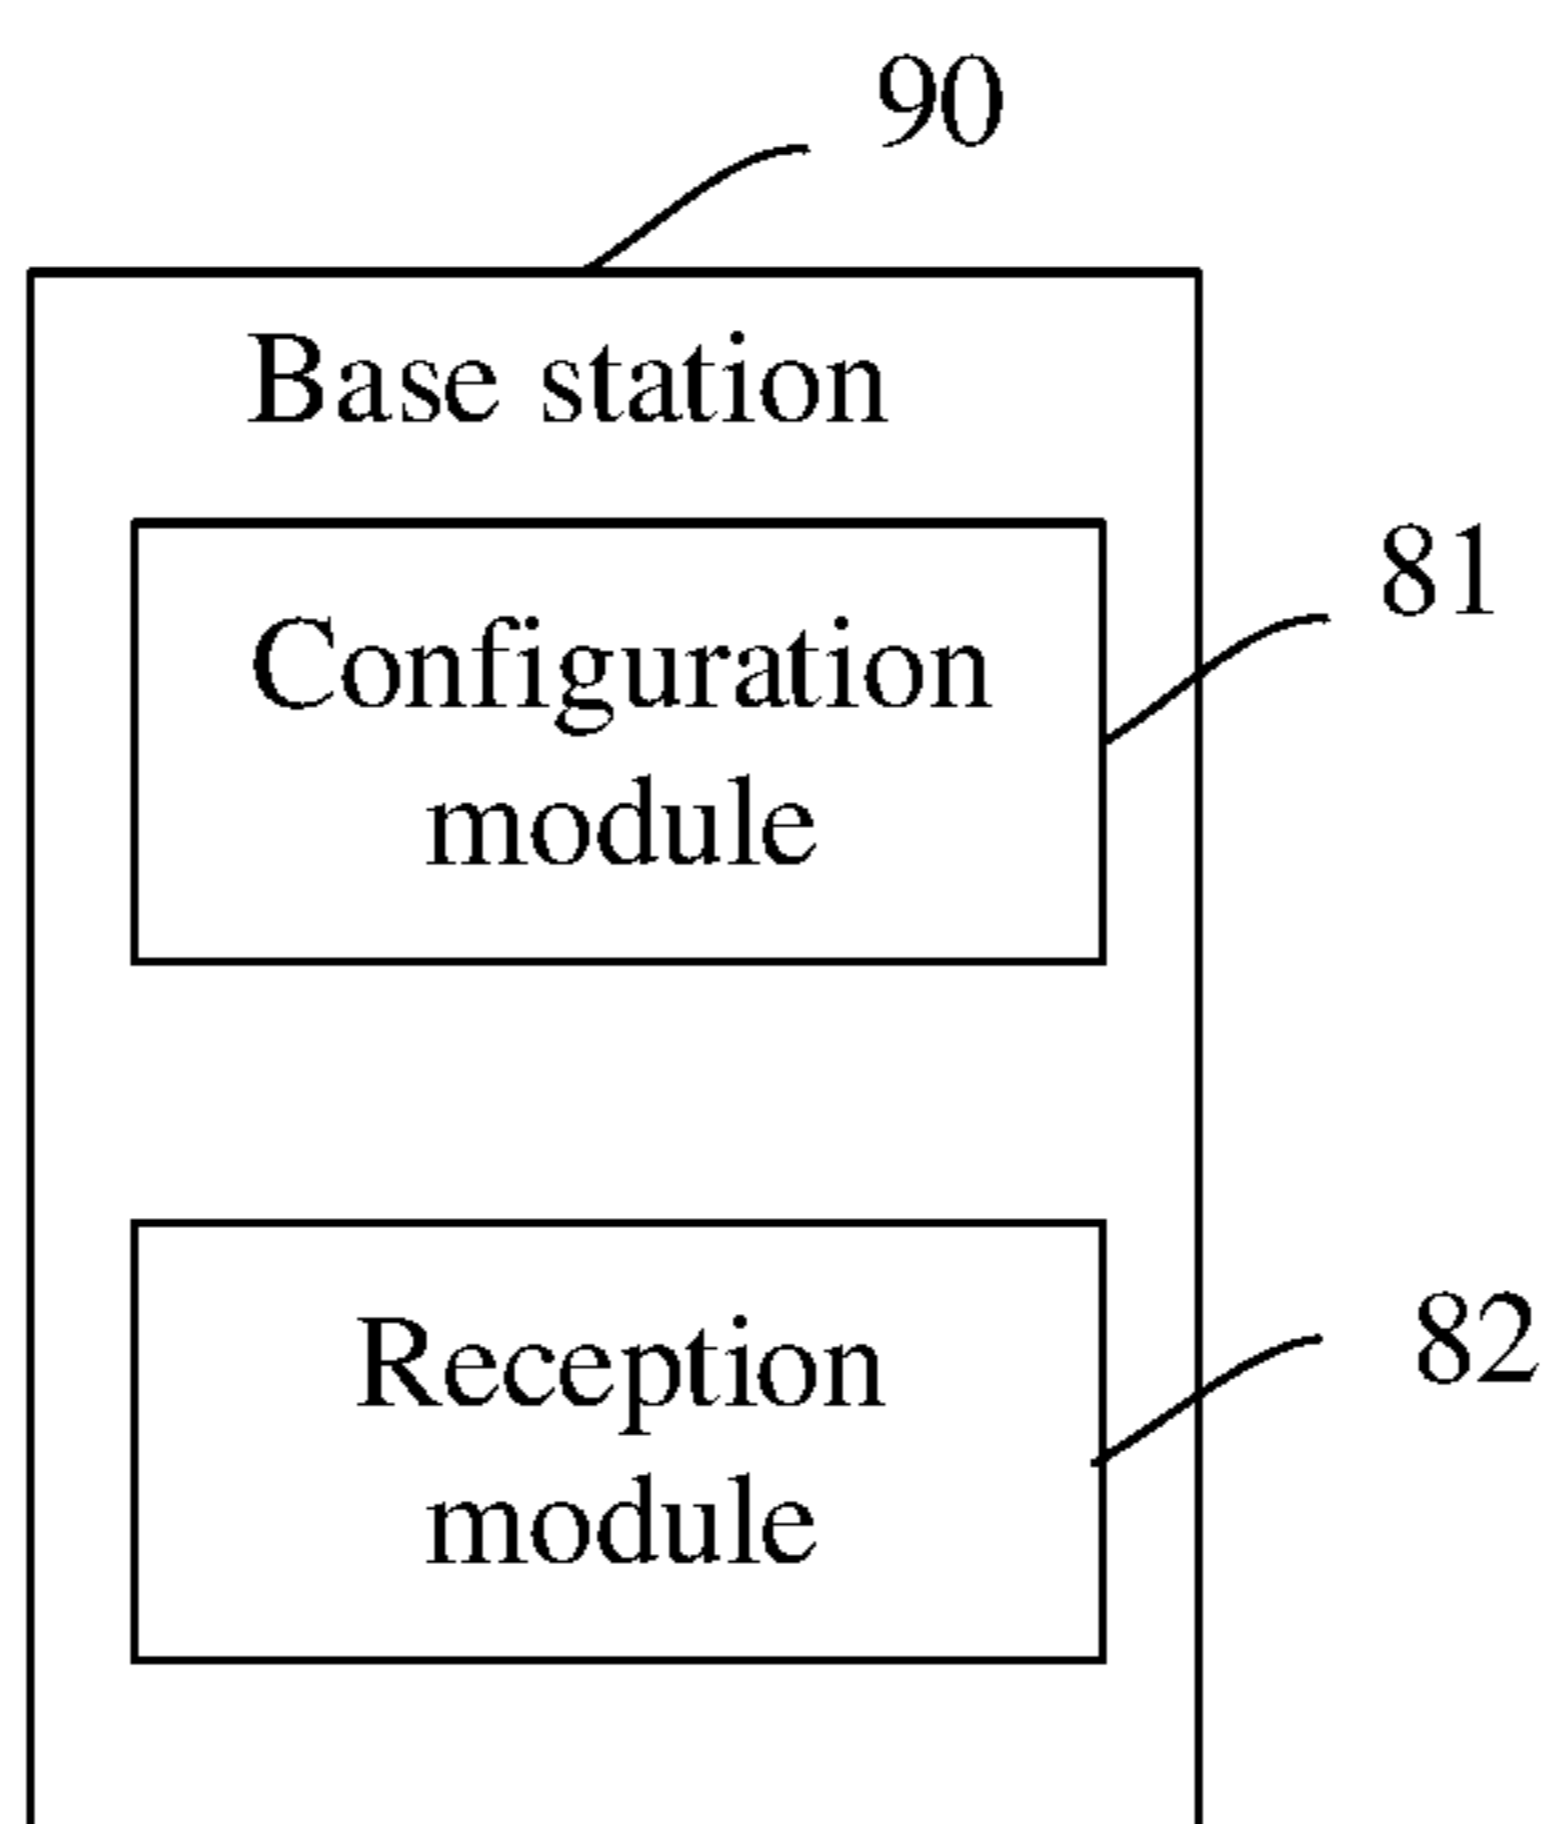 90
Base station
81
Configuration
module
82
Reception
module